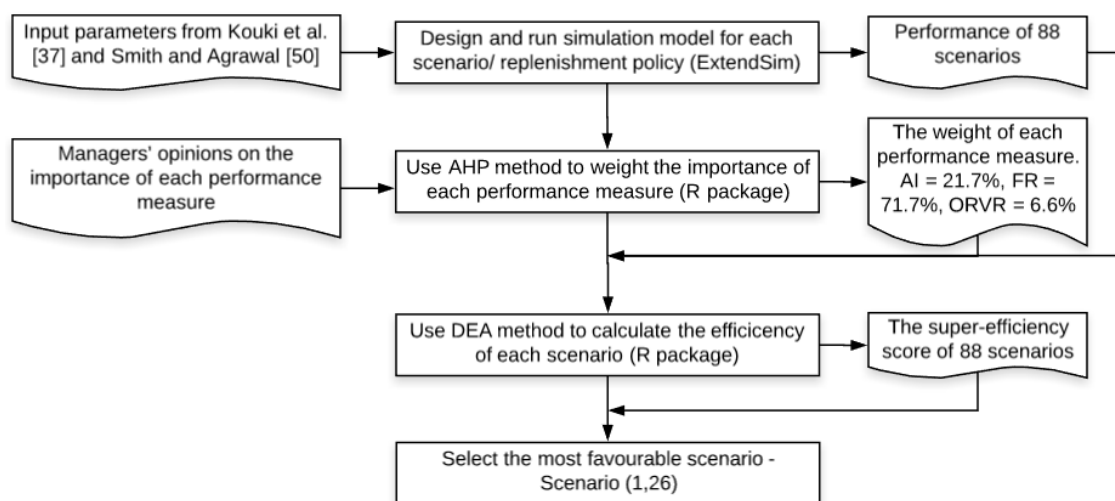 Input parameters from Kouki et al.
[37] and Smith and Agrawal [50]
Design and run simulation model for each
scenario/ replenishment policy (ExtendSim)
Performance of 88
scenarios
Managers' opinions on the
importance of each performance
measure
Use AHP method to weight the importance of
each performance measure (R package)
The weight of each
performance measure.
AI = 21.7%, FR =
71.7%, ORVR = 6.6%
Use DEA method to calculate the efficicency
of each scenario (R package)
The super-efficiency
score of 88 scenarios
Select the most favourable scenario -
Scenario (1,26)